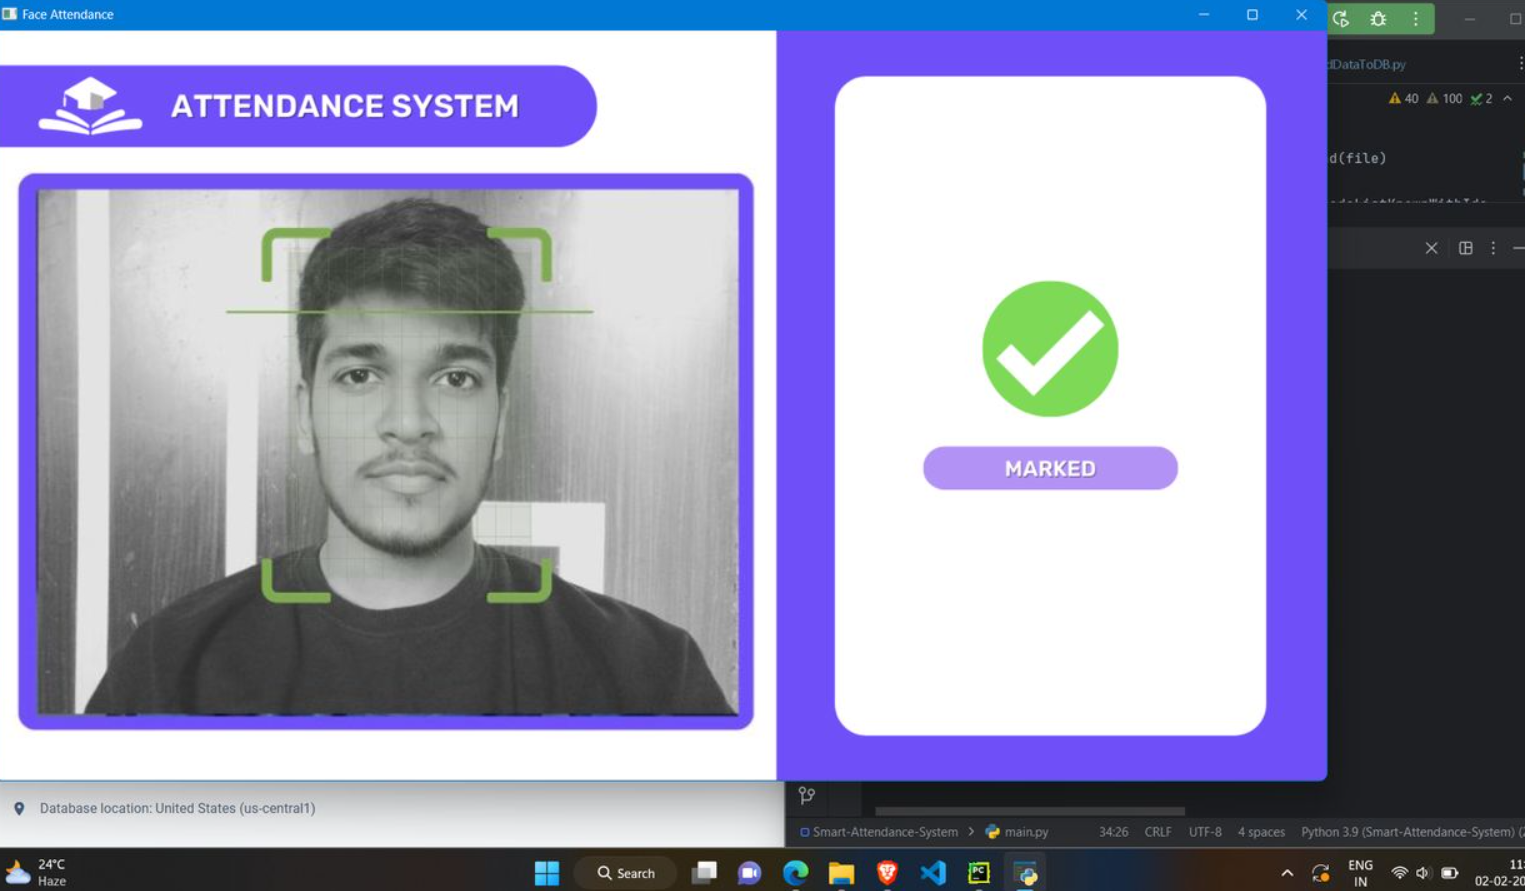 Face Attendance
ATTENDANCE SYSTEM
MARKED
dDataToDB.py
40 100 2
d(file)
Database location: United States (us-central1)
Smart-Attendance-System > main.py 34:26 CRLF UTF-8 4 spaces Python 3.9 (Smart-Attendance-System)
24°C
Haze
Search
PC
ENG
IN
11:
02-02-20